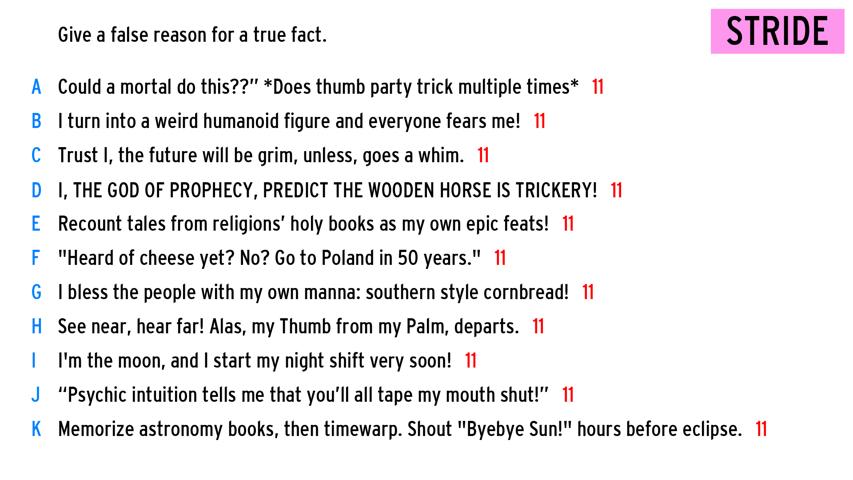 Give a false reason for a true fact.
STRIDE
A Could a mortal do this??” *Does thumb party trick multiple times* 11
B I turn into a weird humanoid figure and everyone fears me! 11
C Trust I, the future will be grim, unless, goes a whim. 11
D I, THE GOD OF PROPHECY, PREDICT THE WOODEN HORSE IS TRICKERY! 11
E Recount tales from religions’ holy books as my own epic feats! 11
F "Heard of cheese yet? No? Go to Poland in 50 years." 11
G I bless the people with my own manna: southern style cornbread! 11
H See near, hear far! Alas, my Thumb from my Palm, departs. 11
I I'm the moon, and I start my night shift very soon! 11
J “Psychic intuition tells me that you’ll all tape my mouth shut!” 11
K Memorize astronomy books, then timewarp. Shout "Byebye Sun!" hours before eclipse. 11